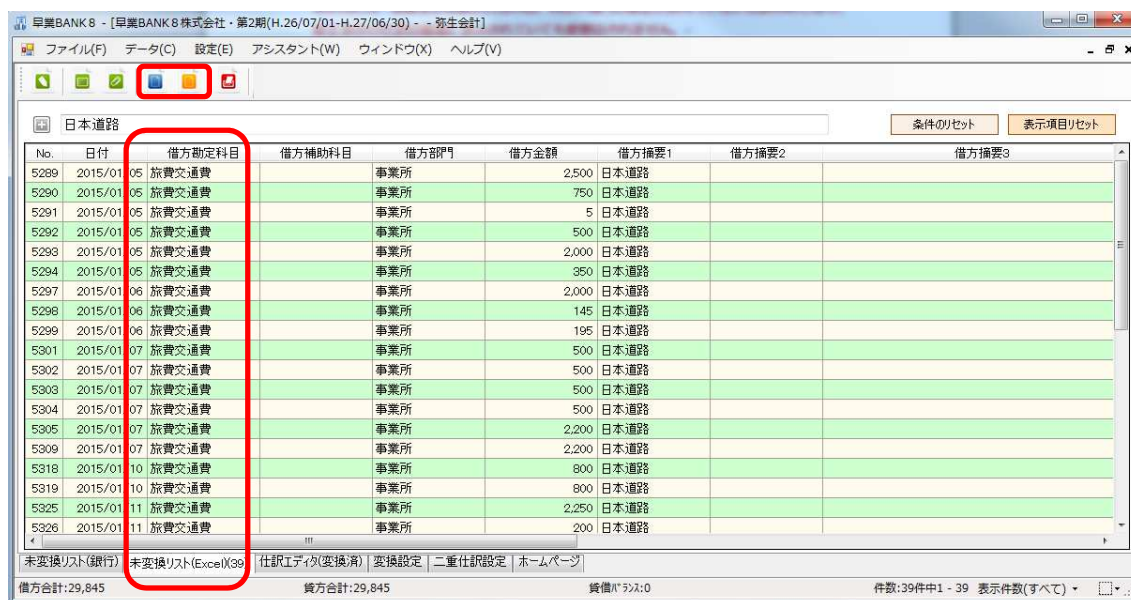 早業BANK8 - [早業BANK8株式会社・第2期(H.26/07/01-H.27/06/30) - - 弥生会計]
ファイル(F) データ(C) 設定(E) アシスタント(W) ウィンドウ(X) ヘルプ(V)
日本道路 条件のリセット 表示項目リセット
No. 日付 借方勘定科目 借方補助科目 借方部門 借方金額 借方摘要1 借方摘要2 借方摘要3
5289 2015/01/05 旅費交通費 事業所 2,500 日本道路
5290 2015/01/05 旅費交通費 事業所 750 日本道路
5291 2015/01/05 旅費交通費 事業所 5 日本道路
5292 2015/01/05 旅費交通費 事業所 500 日本道路
5293 2015/01/05 旅費交通費 事業所 2,000 日本道路
5294 2015/01/05 旅費交通費 事業所 350 日本道路
5297 2015/01/06 旅費交通費 事業所 2,000 日本道路
5298 2015/01/06 旅費交通費 事業所 145 日本道路
5299 2015/01/06 旅費交通費 事業所 195 日本道路
5301 2015/01/07 旅費交通費 事業所 500 日本道路
5302 2015/01/07 旅費交通費 事業所 500 日本道路
5303 2015/01/07 旅費交通費 事業所 500 日本道路
5304 2015/01/07 旅費交通費 事業所 500 日本道路
5305 2015/01/07 旅費交通費 事業所 2,200 日本道路
5309 2015/01/07 旅費交通費 事業所 2,200 日本道路
5318 2015/01/10 旅費交通費 事業所 800 日本道路
5319 2015/01/10 旅費交通費 事業所 800 日本道路
5325 2015/01/11 旅費交通費 事業所 2,250 日本道路
5326 2015/01/11 旅費交通費 事業所 200 日本道路
未変換リスト(銀行) 未変換リスト(Excel)(39) 仕訳エディタ(変換済) 変換設定 二重仕訳設定 ホームページ
借方合計:29,845 貸方合計:29,845 貸借バランス:0 件数:39件中1 - 39 表示件数(すべて)